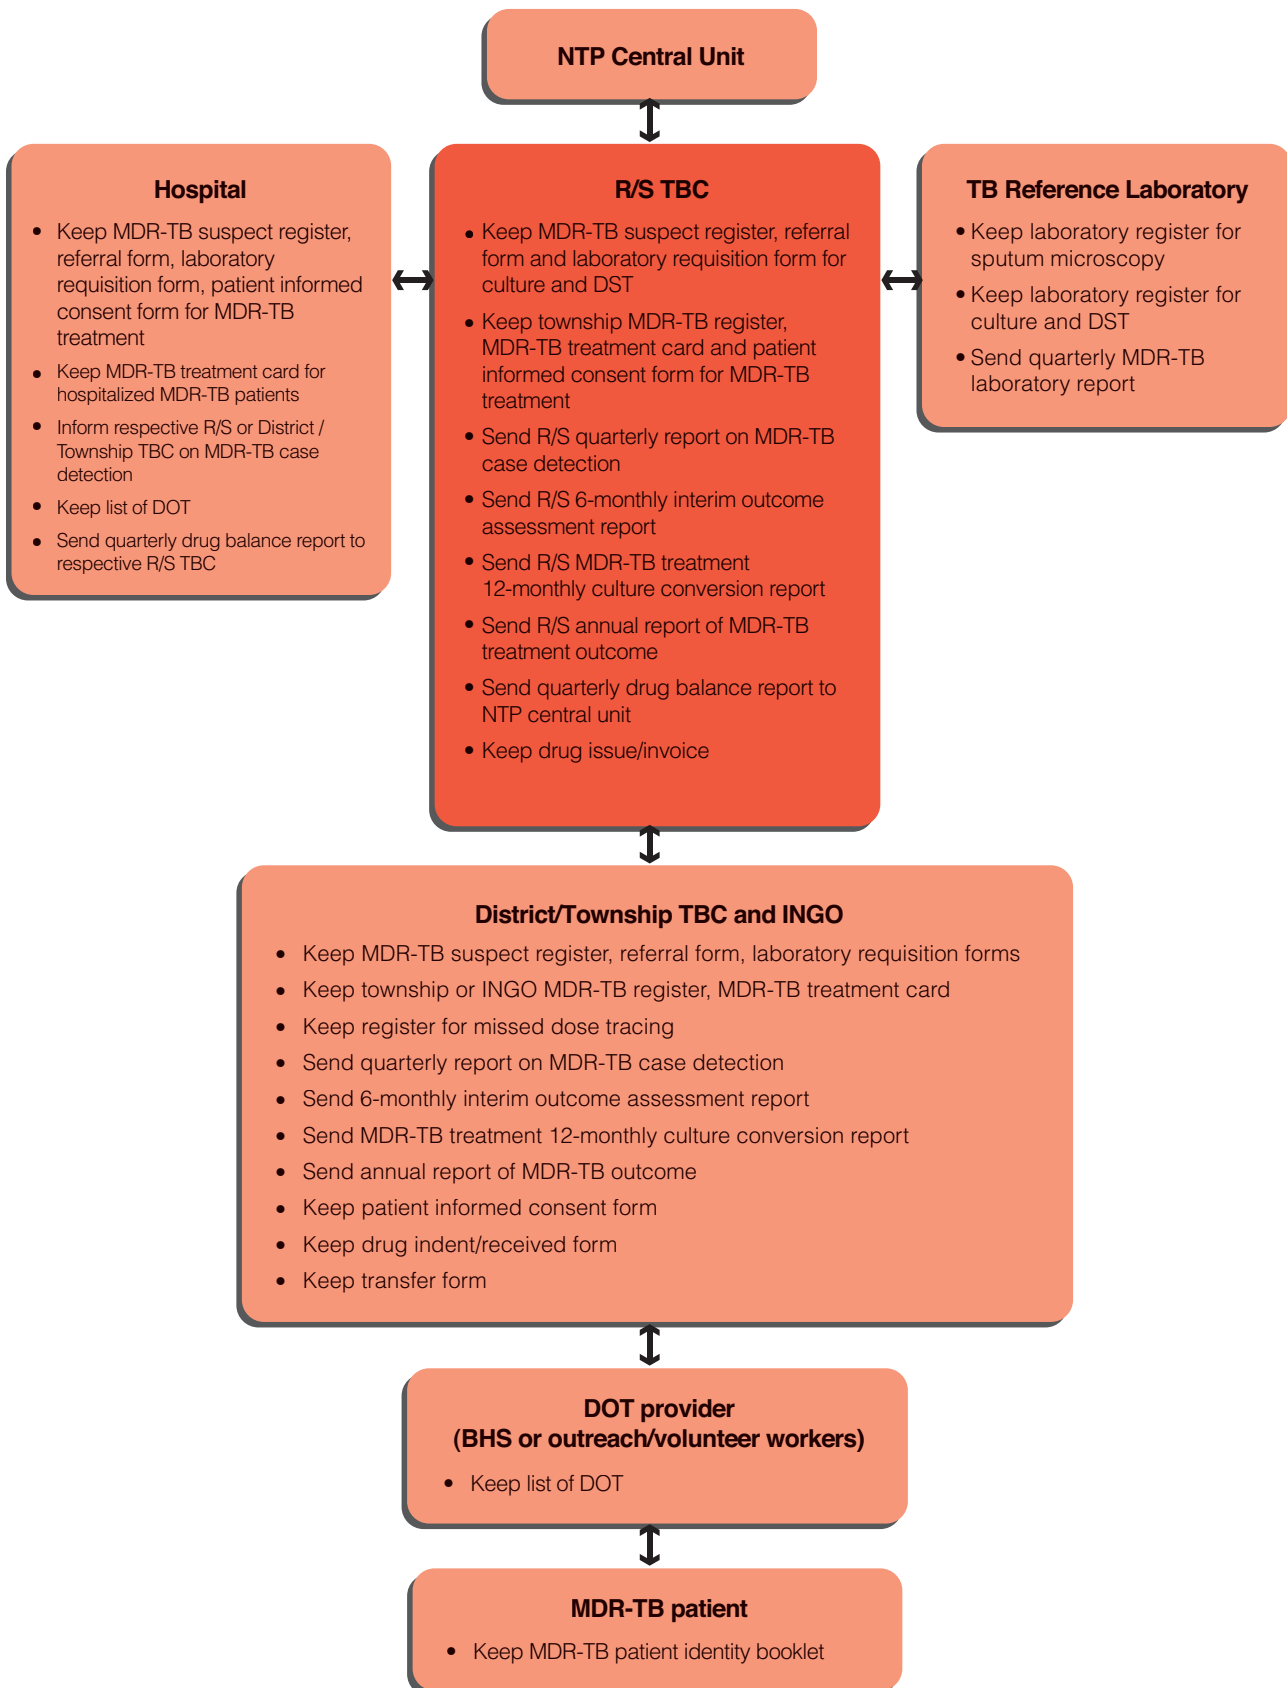 NTP Central Unit
Hospital
• Keep MDR-TB suspect register,
referral form, laboratory
requisition form, patient informed
consent form for MDR-TB
treatment
• Keep MDR-TB treatment card for
hospitalized MDR-TB patients
• Inform respective R/S or District /
Township TBC on MDR-TB case
detection
• Keep list of DOT
• Send quarterly drug balance report to
respective R/S TBC
R/S TBC
• Keep MDR-TB suspect register, referral
form and laboratory requisition form for
culture and DST
• Keep township MDR-TB register,
MDR-TB treatment card and patient
informed consent form for MDR-TB
treatment
• Send R/S quarterly report on MDR-TB
case detection
• Send R/S 6-monthly interim outcome
assessment report
• Send R/S MDR-TB treatment
12-monthly culture conversion report
• Send R/S annual report of MDR-TB
treatment outcome
• Send quarterly drug balance report to
NTP central unit
• Keep drug issue/invoice
TB Reference Laboratory
• Keep laboratory register for
sputum microscopy
• Keep laboratory register for
culture and DST
• Send quarterly MDR-TB
laboratory report
District/Township TBC and INGO
• Keep MDR-TB suspect register, referral form, laboratory requisition forms
• Keep township or INGO MDR-TB register, MDR-TB treatment card
• Keep register for missed dose tracing
• Send quarterly report on MDR-TB case detection
• Send 6-monthly interim outcome assessment report
• Send MDR-TB treatment 12-monthly culture conversion report
• Send annual report of MDR-TB outcome
• Keep patient informed consent form
• Keep drug indent/received form
• Keep transfer form
DOT provider
(BHS or outreach/volunteer workers)
• Keep list of DOT
MDR-TB patient
• Keep MDR-TB patient identity booklet